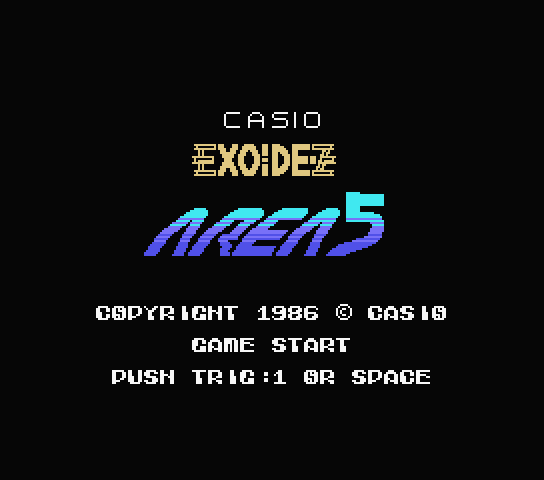 CASIO
EXOIDE-Z
AREA5
COPYRIGHT 1986 © CASIO
GAME START
PUSH TRIG:1 OR SPACE